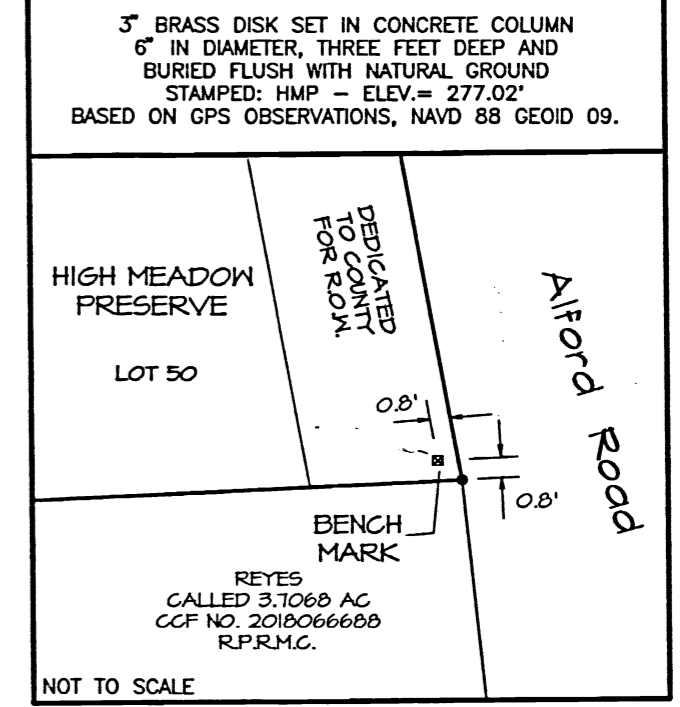 3" BRASS DISK SET IN CONCRETE COLUMN
6" IN DIAMETER, THREE FEET DEEP AND
BURIED FLUSH WITH NATURAL GROUND
STAMPED: HMP – ELEV.= 277.02'
BASED ON GPS OBSERVATIONS, NAVD 88 GEOID 09.
HIGH MEADOW
PRESERVE
LOT 50
DEDICATED
TO COUNTY
FOR R.O.W.
Alford Road
0.8'
0.8'
BENCH
MARK
REYES
CALLED 3.7068 AC
CCF NO. 2018066688
R.P.R.M.C.
NOT TO SCALE